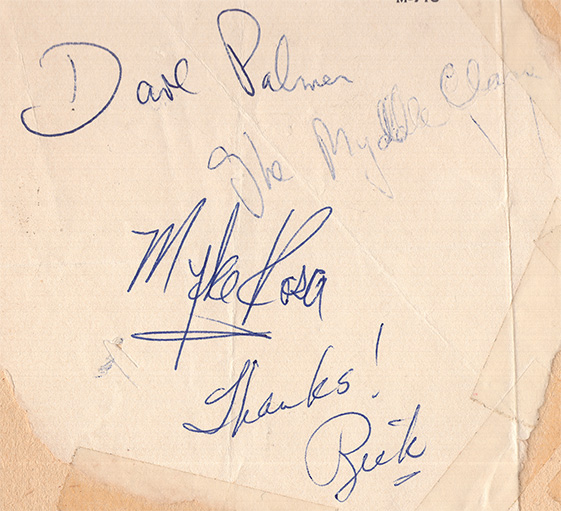 Dave Palmer
The Myddle Class
Myke Rosa
Thanks!
Rick